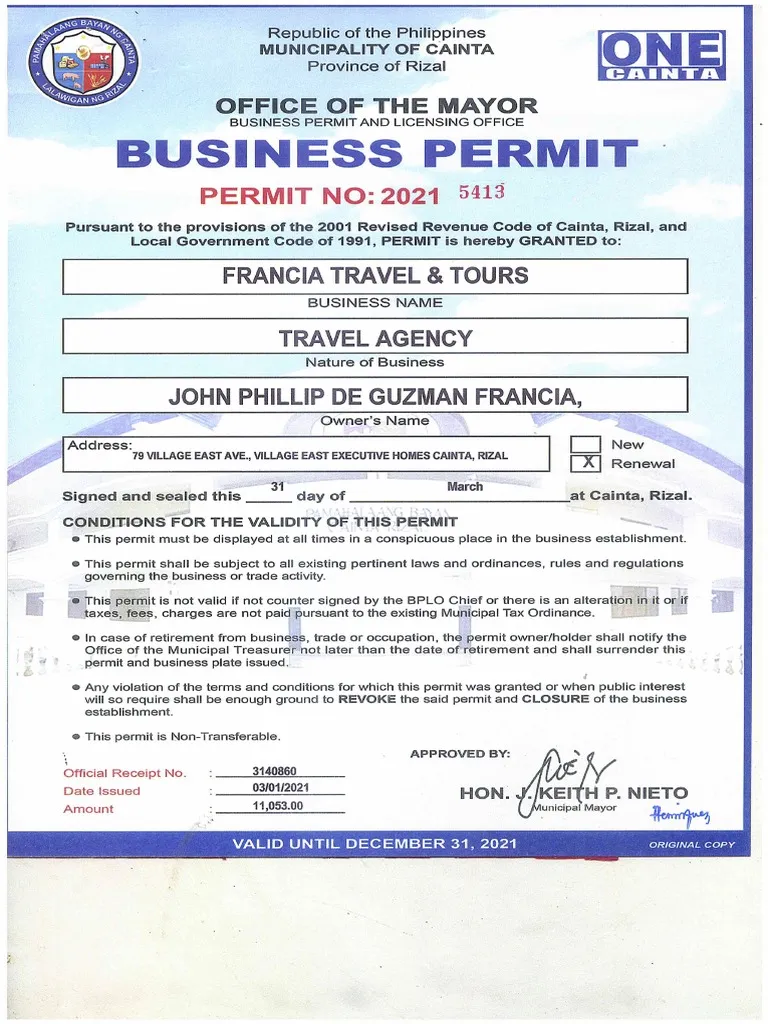 PAMAHALAANG BAYAN NG CAINTA
LALAWIGAN NG RIZAL
Republic of the Philippines
MUNICIPALITY OF CAINTA
Province of Rizal
ONE
CAINTA
OFFICE OF THE MAYOR
BUSINESS PERMIT AND LICENSING OFFICE
BUSINESS PERMIT
PERMIT NO: 2021 5413
Pursuant to the provisions of the 2001 Revised Revenue Code of Cainta, Rizal, and
Local Government Code of 1991, PERMIT is hereby GRANTED to:
FRANCIA TRAVEL & TOURS
BUSINESS NAME
TRAVEL AGENCY
Nature of Business
JOHN PHILLIP DE GUZMAN FRANCIA,
Owner's Name
Address:
79 VILLAGE EAST AVE., VILLAGE EAST EXECUTIVE HOMES CAINTA, RIZAL
New
X Renewal
Signed and sealed this 31 day of March at Cainta, Rizal.
PAMAHALAANG BAYAN
CONDITIONS FOR THE VALIDITY OF THIS PERMIT
• This permit must be displayed at all times in a conspicuous place in the business establishment.
• This permit shall be subject to all existing pertinent laws and ordinances, rules and regulations
governing the business or trade activity.
• This permit is not valid if not counter signed by the BPLO Chief or there is an alteration in it or if
taxes, fees, charges are not paid pursuant to the existing Municipal Tax Ordinance.
• In case of retirement from business, trade or occupation, the permit owner/holder shall notify the
Office of the Municipal Treasurer not later than the date of retirement and shall surrender this
permit and business plate issued.
• Any violation of the terms and conditions for which this permit was granted or when public interest
will so require shall be enough ground to REVOKE the said permit and CLOSURE of the business
establishment.
• This permit is Non-Transferable.
APPROVED BY:
Official Receipt No. : 3140860
Date Issued : 03/01/2021
Amount : 11,053.00
HON. J. KEITH P. NIETO
Municipal Mayor
VALID UNTIL DECEMBER 31, 2021
ORIGINAL COPY